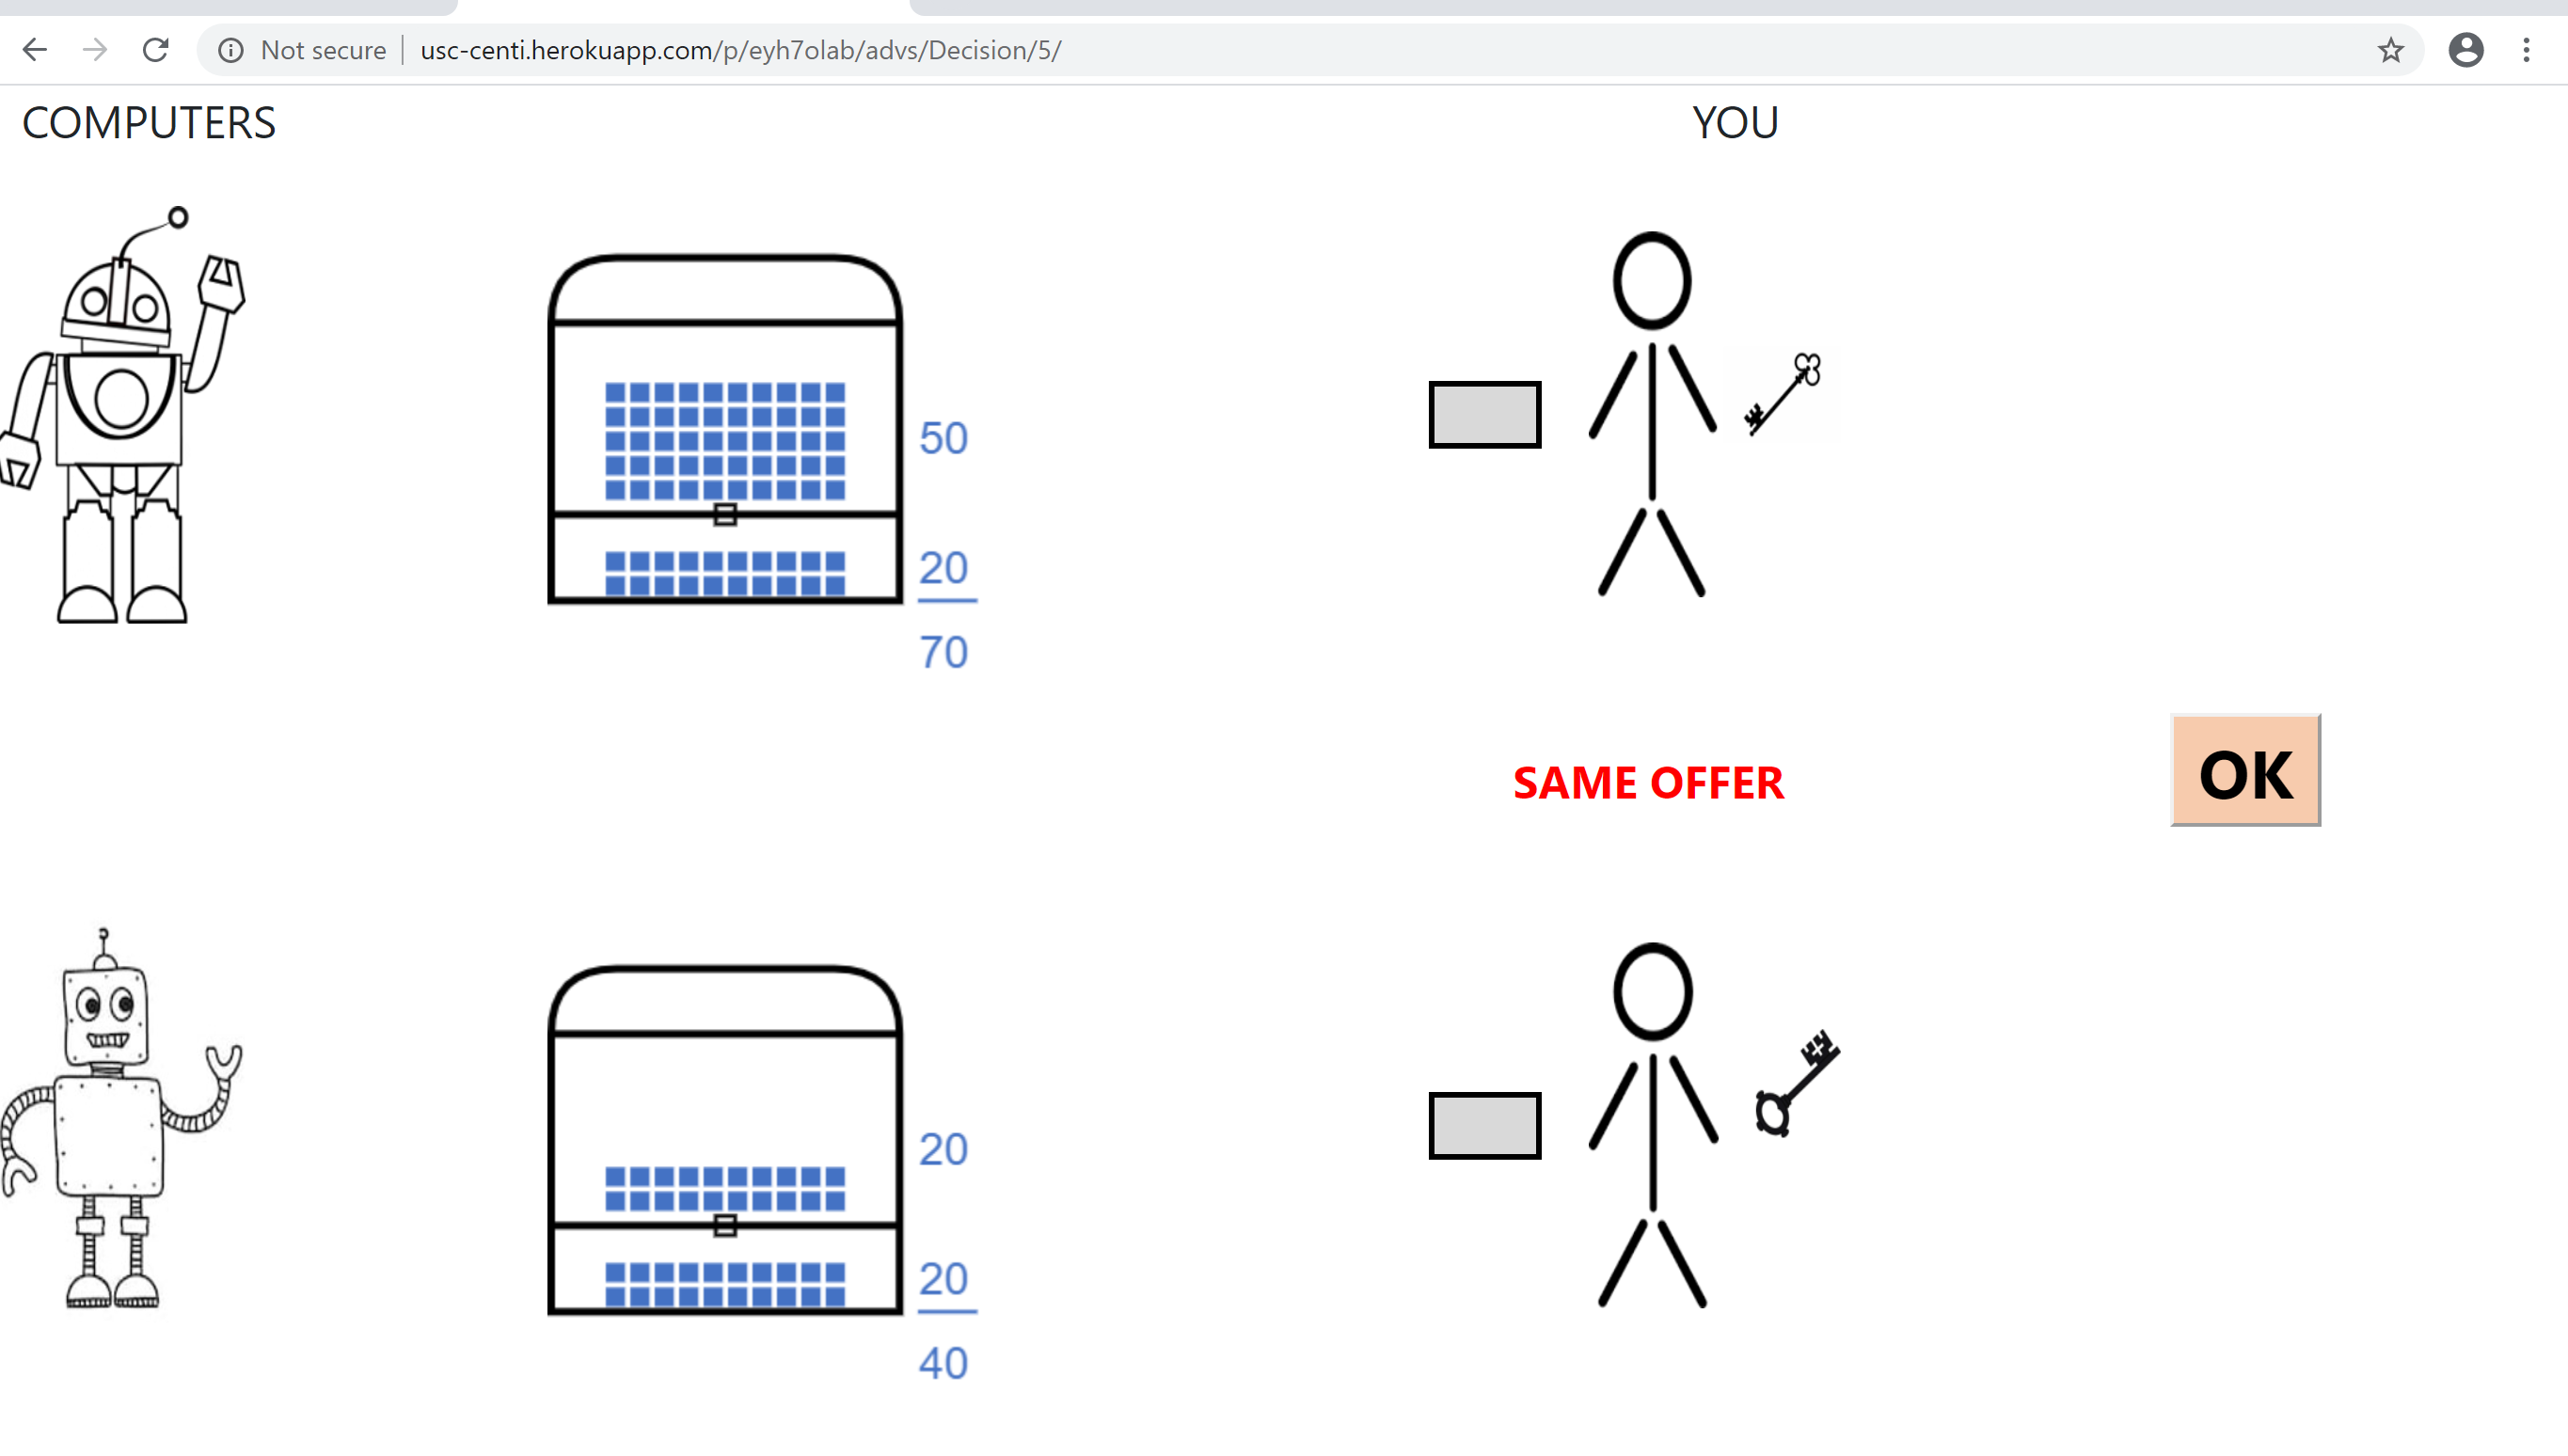 Not secure usc-centi.herokuapp.com/p/eyh7olab/advs/Decision/5/
COMPUTERS
YOU
50
20
70
SAME OFFER
OK
20
20
40